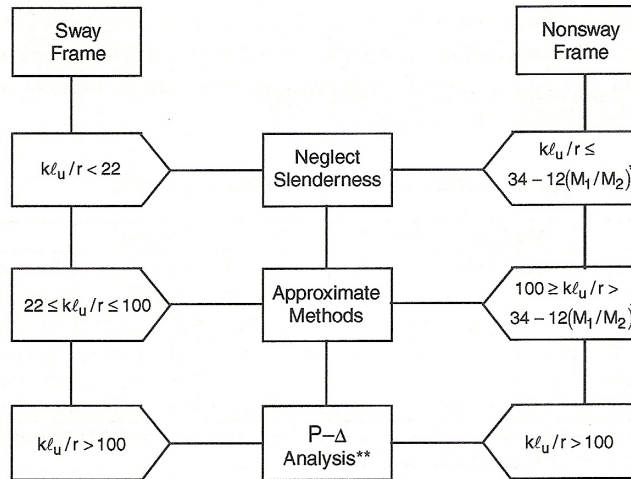 Sway
Frame
Nonsway
Frame
kℓu/r < 22
Neglect
Slenderness
kℓu/r ≤
34 − 12(M1/M2)
22 ≤ kℓu/r ≤ 100
Approximate
Methods
100 ≥ kℓu/r >
34 − 12(M1/M2)
kℓu/r > 100
P−Δ
Analysis**
kℓu/r > 100